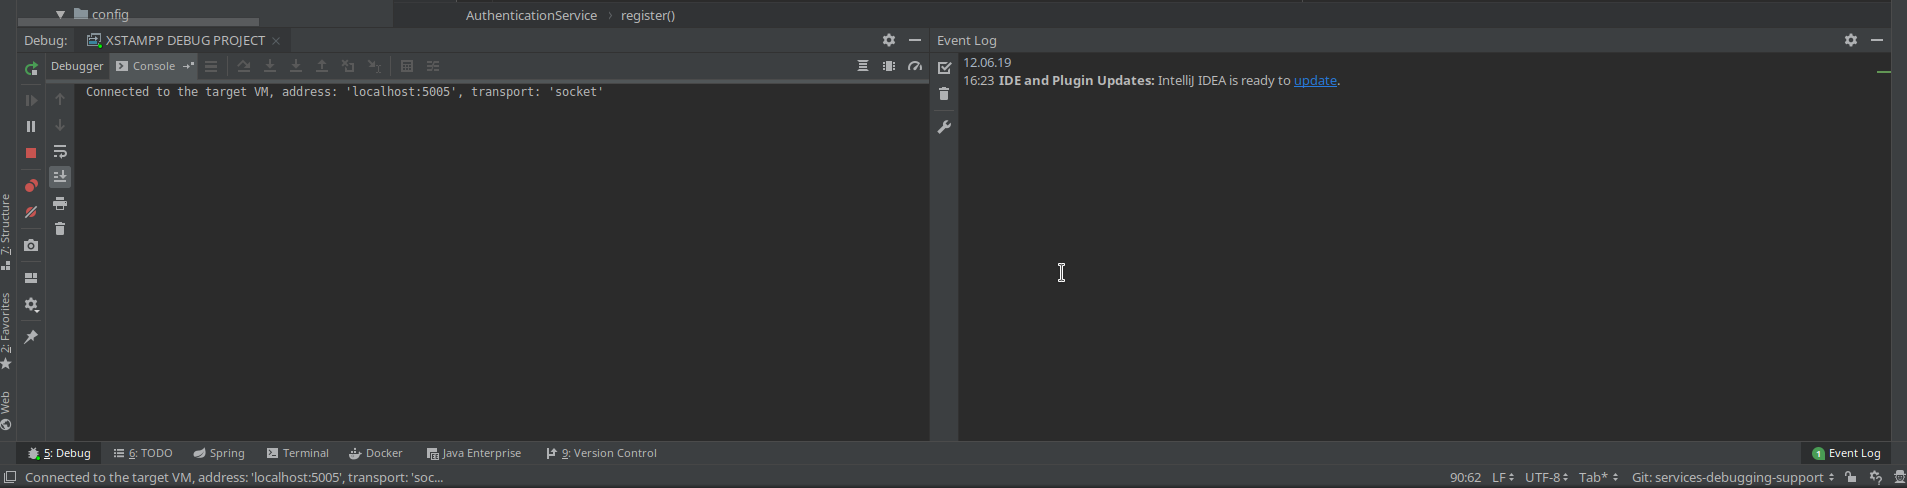 config
AuthenticationService › register()
Debug: XSTAMPP DEBUG PROJECT
Event Log
Debugger Console
12.06.19
16:23 IDE and Plugin Updates: IntelliJ IDEA is ready to update.
Connected to the target VM, address: 'localhost:5005', transport: 'socket'
7: Structure
2: Favorites
Web
5: Debug 6: TODO Spring Terminal Docker Java Enterprise 9: Version Control 1 Event Log
Connected to the target VM, address: 'localhost:5005', transport: 'soc... 90:62 LF UTF-8 Tab* Git: services-debugging-support